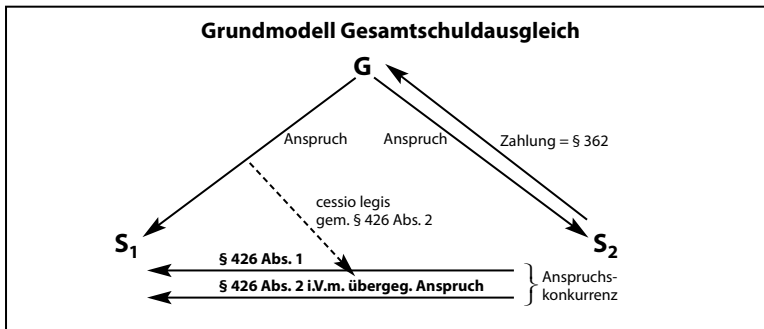 Grundmodell Gesamtschuldausgleich
G
Anspruch
Anspruch
Zahlung = § 362
cessio legis
gem. § 426 Abs. 2
S1
S2
§ 426 Abs. 1
§ 426 Abs. 2 i.V.m. übergeg. Anspruch
Anspruchs-
konkurrenz